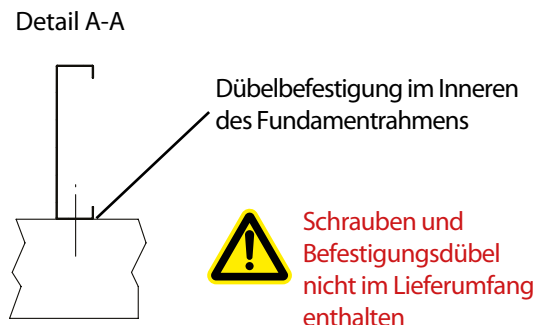 Detail A-A
Dübelbefestigung im Inneren
des Fundamentrahmens
Schrauben und
Befestigungsdübel
nicht im Lieferumfang
enthalten